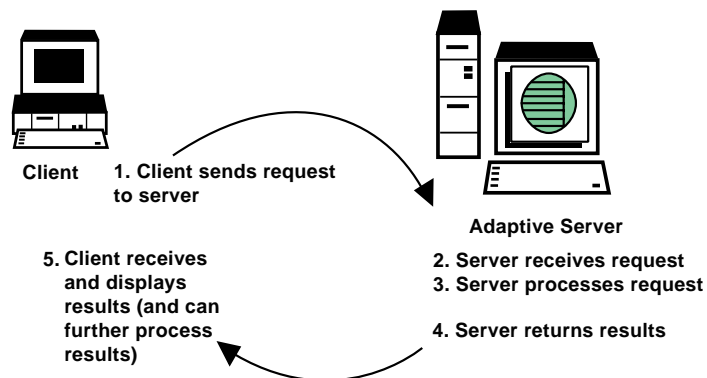 Client
1. Client sends request
to server
Adaptive Server
2. Server receives request
3. Server processes request
4. Server returns results
5. Client receives
and displays
results (and can
further process
results)